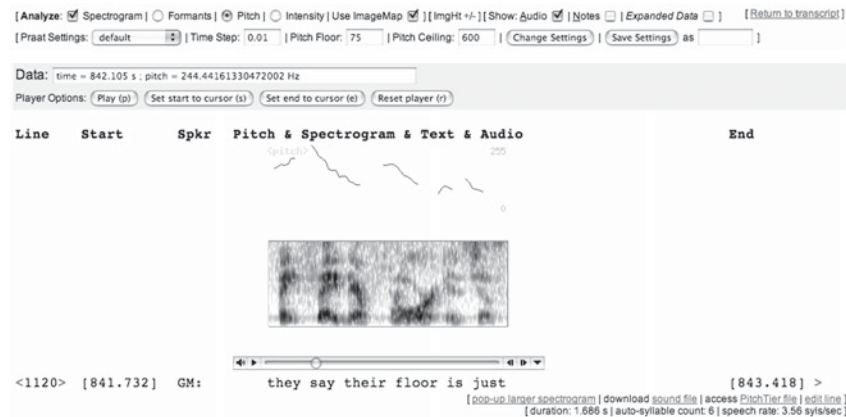 [ Analyze: Spectrogram | Formants | Pitch | Intensity | Use ImageMap ] [ ImgHt +/- ] [ Show: Audio | Notes | Expanded Data ] [ Return to transcript ]
[ Praat Settings: default | Time Step: 0.01 | Pitch Floor: 75 | Pitch Ceiling: 600 | Change Settings | Save Settings as ]
Data: time = 842.105 s ; pitch = 244.44161330472002 Hz
Player Options: Play (p) Set start to cursor (s) Set end to cursor (e) Reset player (r)
Line Start Spkr Pitch & Spectrogram & Text & Audio End
<pitch> 255
0
<1120> [841.732] GM: they say their floor is just [843.418] >
[ pop-up larger spectrogram | download sound file | access PitchTier file | edit line ]
[ duration: 1.686 s | auto-syllable count: 6 | speech rate: 3.56 syls/sec ]